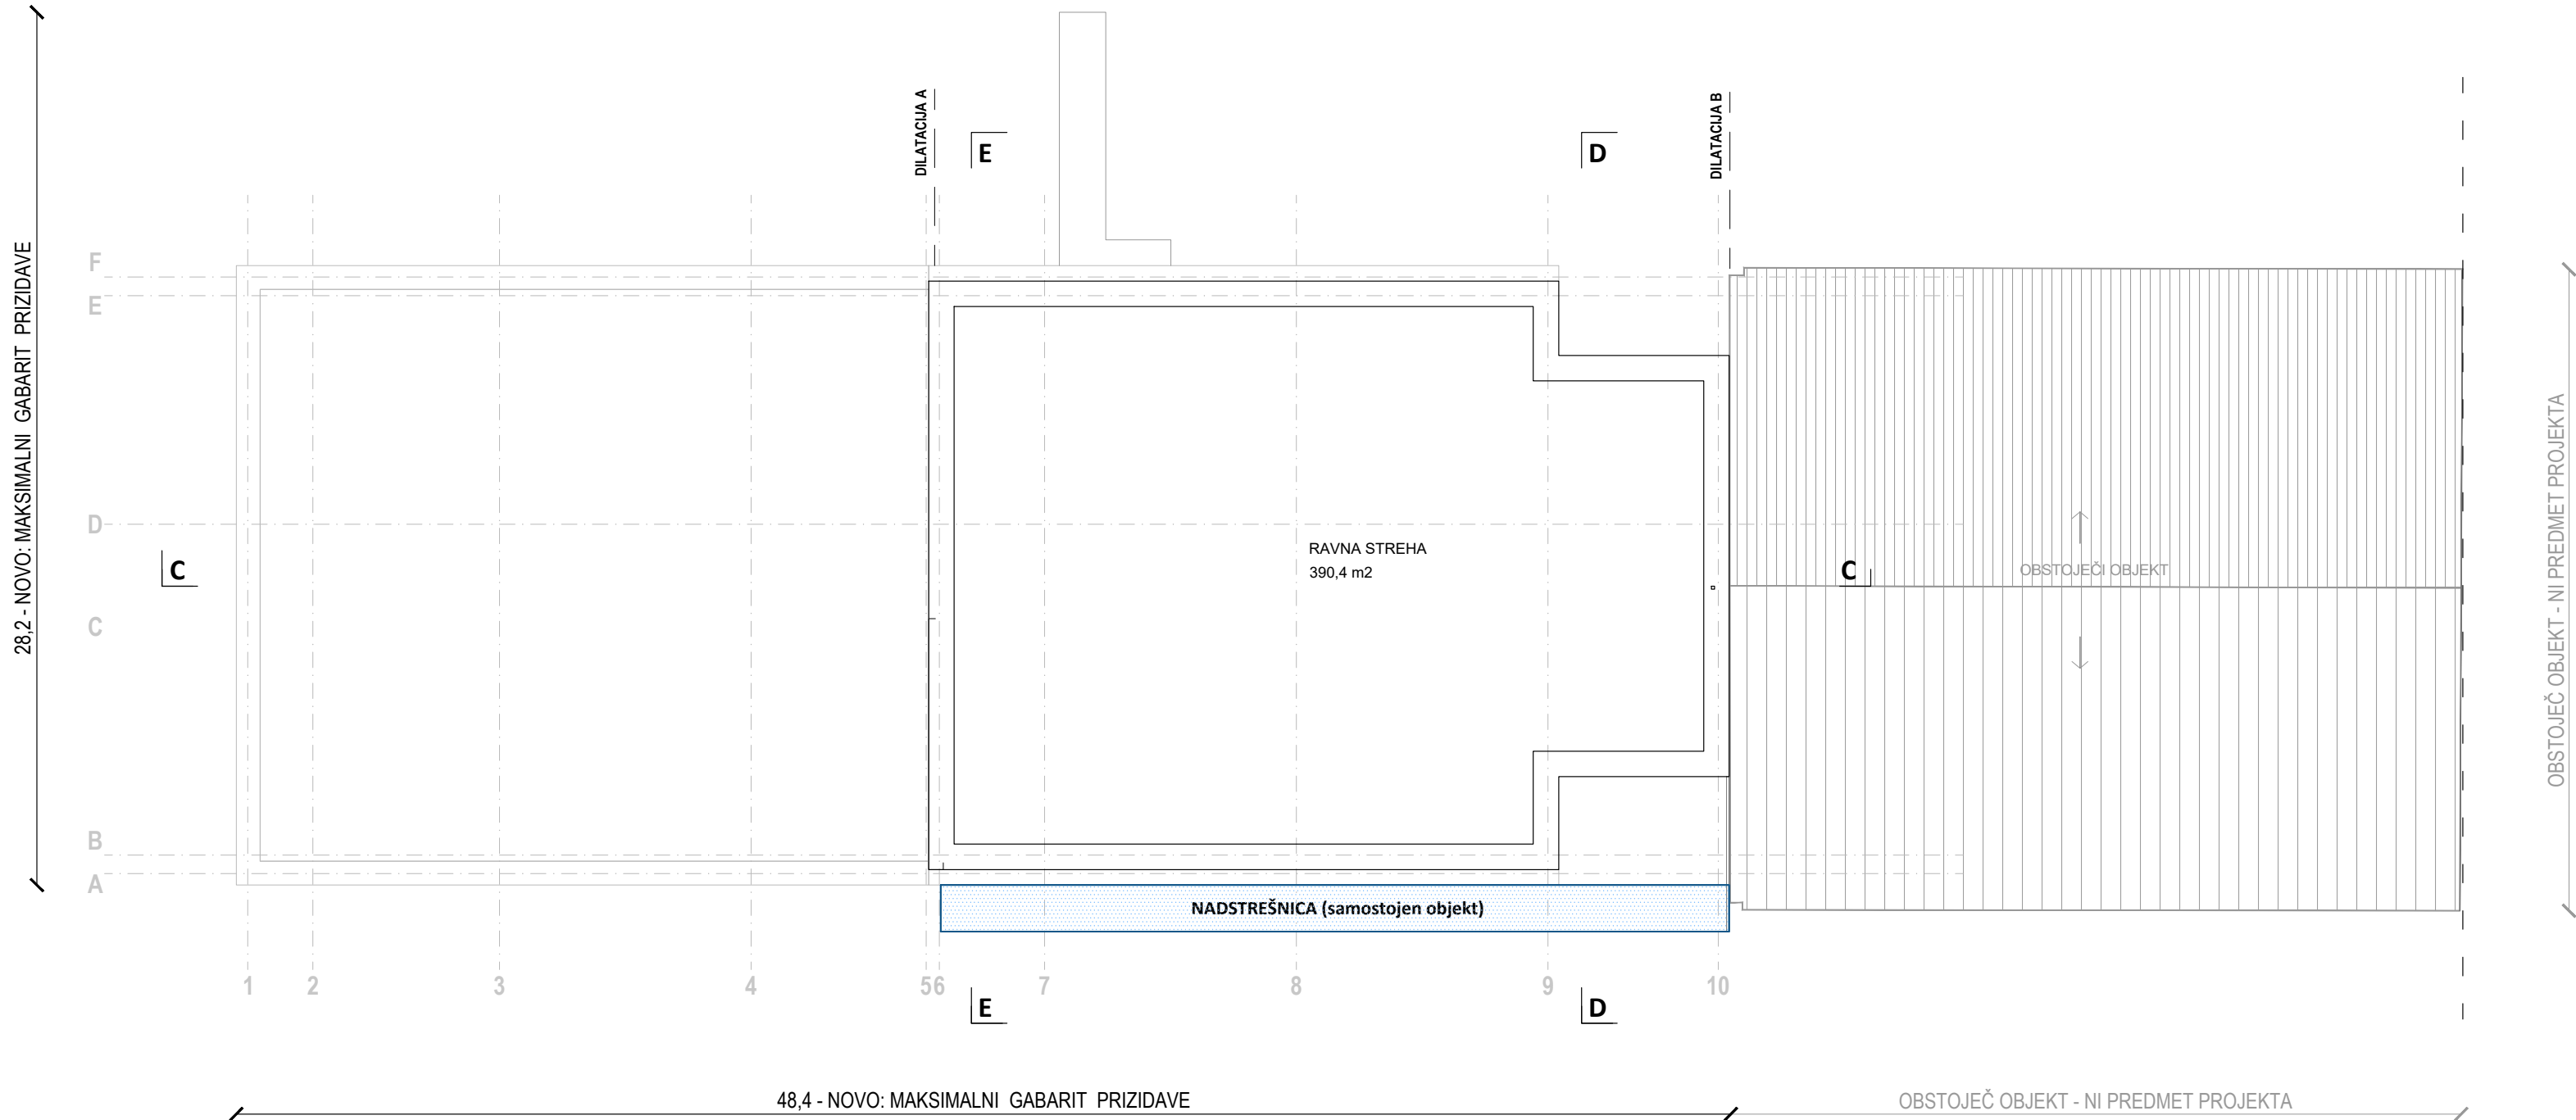 28,2 - NOVO: MAKSIMALNI GABARIT PRIZIDAVE
DILATACIJA A
DILATACIJA B
E
D
F
E
D
C
B
A
C
C
RAVNA STREHA
390,4 m2
OBSTOJEČI OBJEKT
OBSTOJEČ OBJEKT - NI PREDMET PROJEKTA
NADSTREŠNICA (samostojen objekt)
1 2 3 4 5 6 7 8 9 10
E
D
48,4 - NOVO: MAKSIMALNI GABARIT PRIZIDAVE
OBSTOJEČ OBJEKT - NI PREDMET PROJEKTA